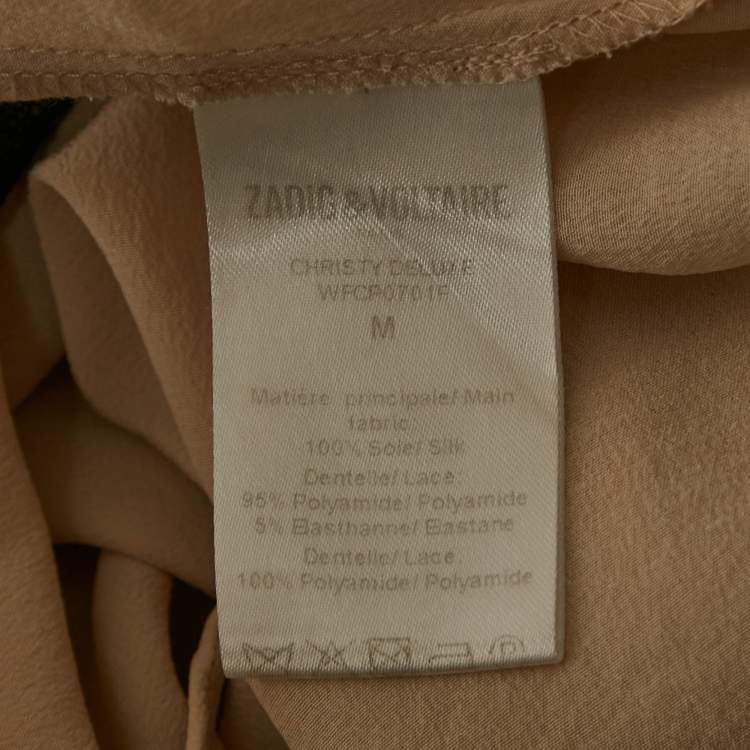 ZADIG & VOLTAIRE
CHRISTY DELUXE
WFCP0701F
M
Matière principale/ Main
fabric:
100% Soie/ Silk
Dentelle/ Lace:
95% Polyamide/ Polyamide
5% Elasthanne/ Elastane
Dentelle/ Lace:
100% Polyamide/ Polyamide
P